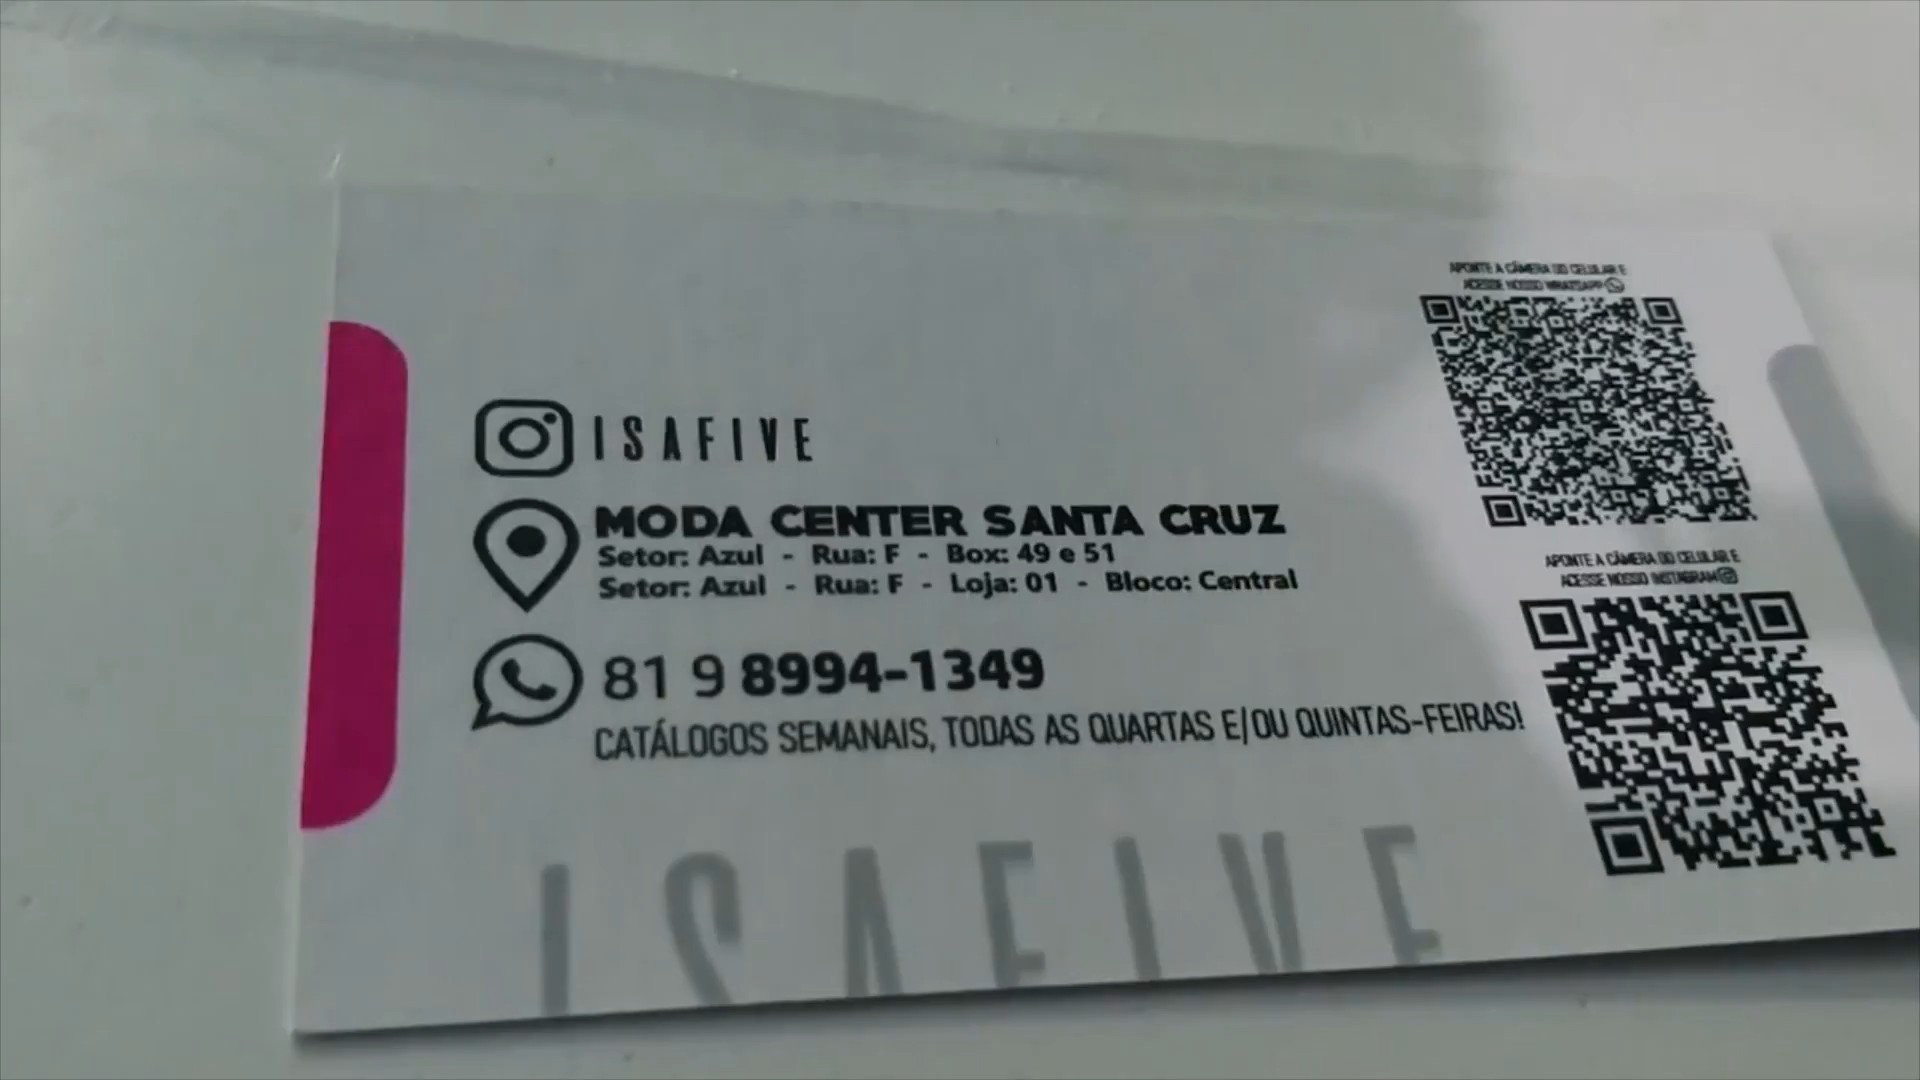 ISAFIVE
MODA CENTER SANTA CRUZ
Setor: Azul - Rua: F - Box: 49 e 51
Setor: Azul - Rua: F - Loja: 01 - Bloco: Central
81 9 8994-1349
CATÁLOGOS SEMANAIS, TODAS AS QUARTAS E/OU QUINTAS-FEIRAS!
ISAFIVE
APONTE A CÂMERA DO CELULAR E
ACESSE NOSSO WHATSAPP
APONTE A CÂMERA DO CELULAR E
ACESSE NOSSO INSTAGRAM